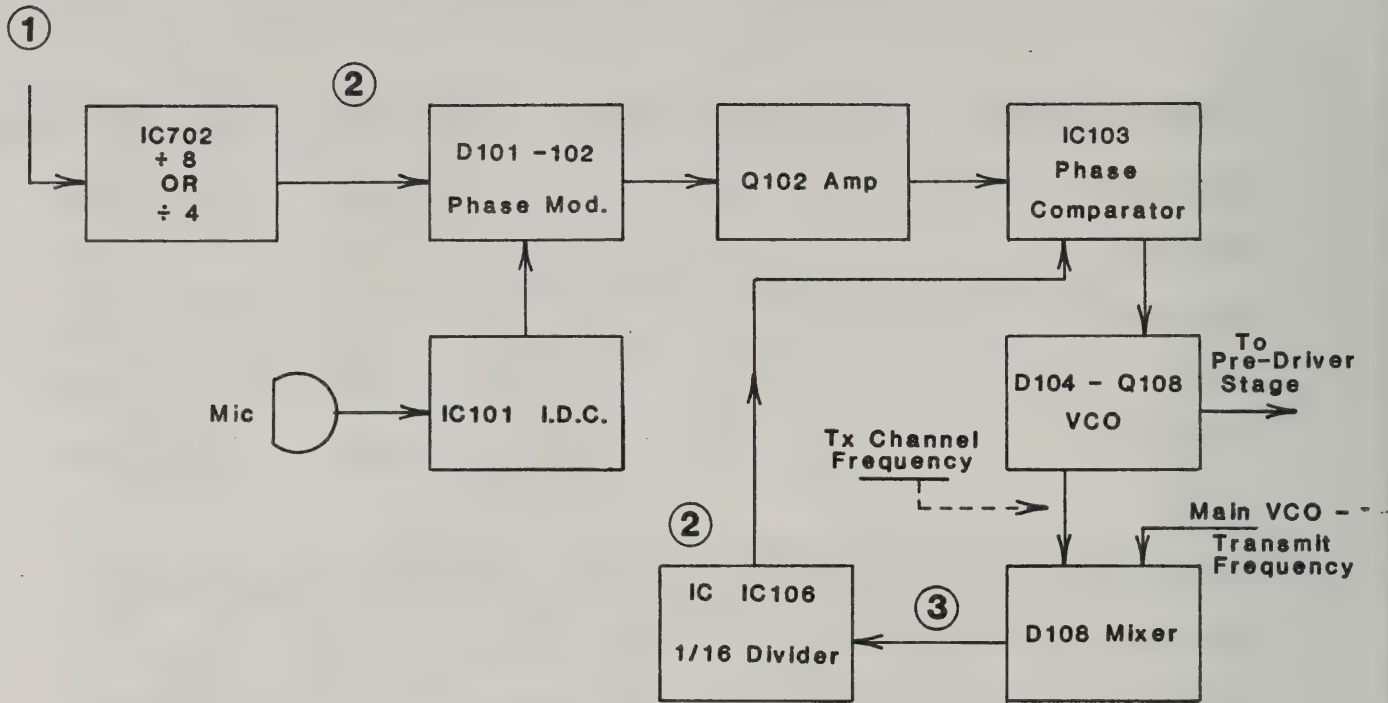 1
2
IC702
÷ 8
OR
÷ 4
D101 -102
Phase Mod.
Q102 Amp
IC103
Phase
Comparator
Mic
IC101 I.D.C.
D104 - Q108
VCO
To
Pre-Driver
Stage
Tx Channel
Frequency
2
IC IC106
1/16 Divider
3
D108 Mixer
Main VCO -
Transmit
Frequency